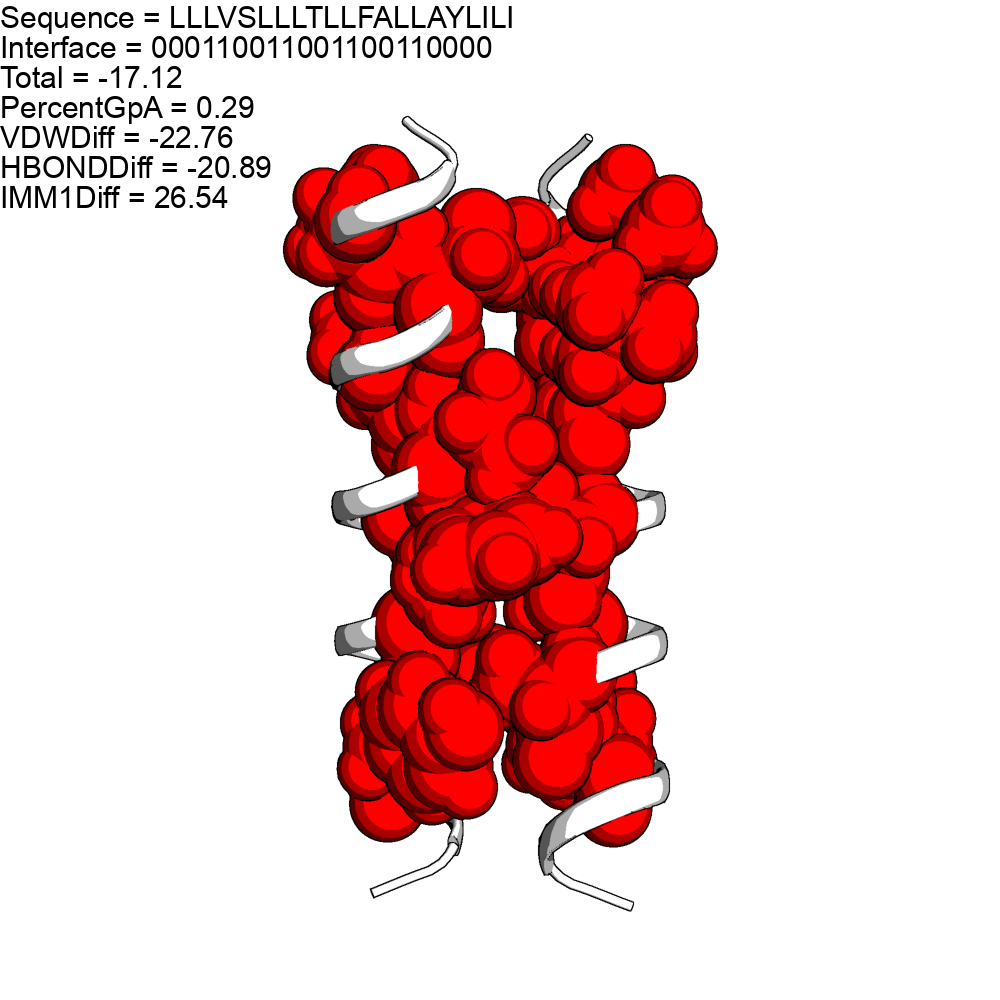 Sequence = LLLVSLLLTLLFALLAYLILI
Interface = 000110011001100110000
Total = -17.12
PercentGpA = 0.29
VDWDiff = -22.76
HBONDDiff = -20.89
IMM1Diff = 26.54